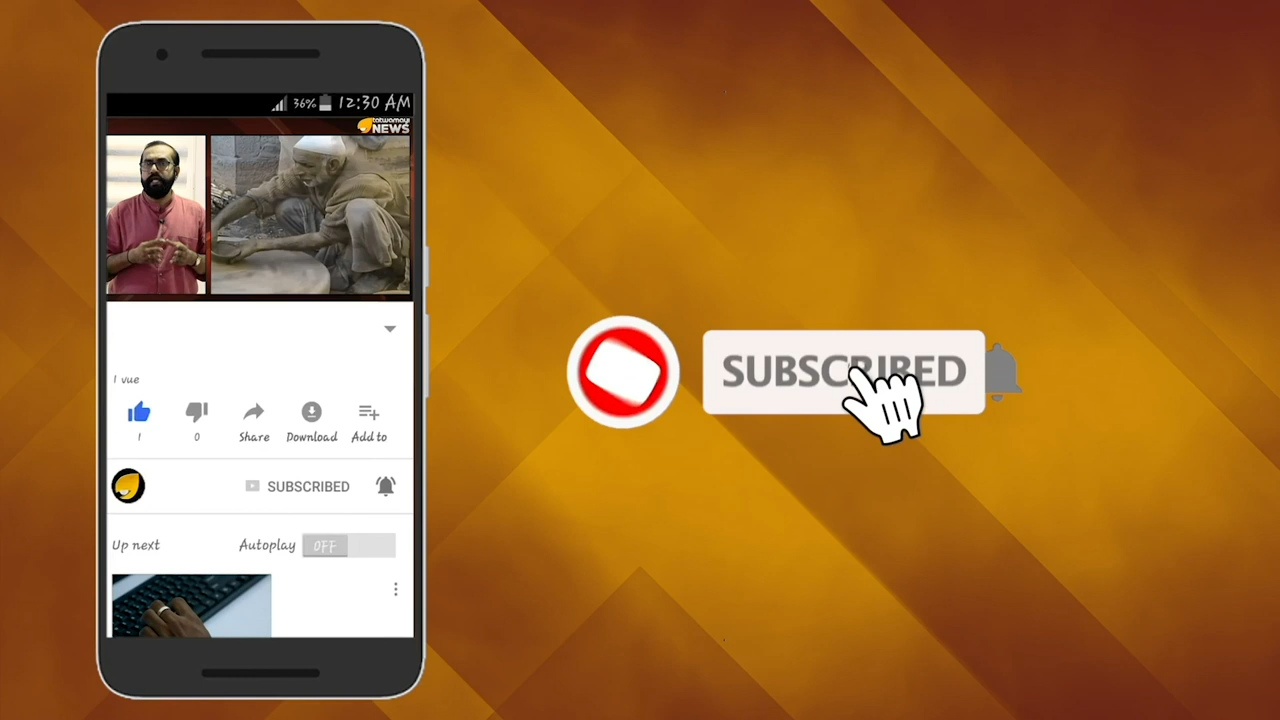 36% 12:30 AM
tatwamayi
NEWS
1 vue
1
0
Share
Download
Add to
SUBSCRIBED
Up next
Autoplay
OFF
SUBSCRIBED